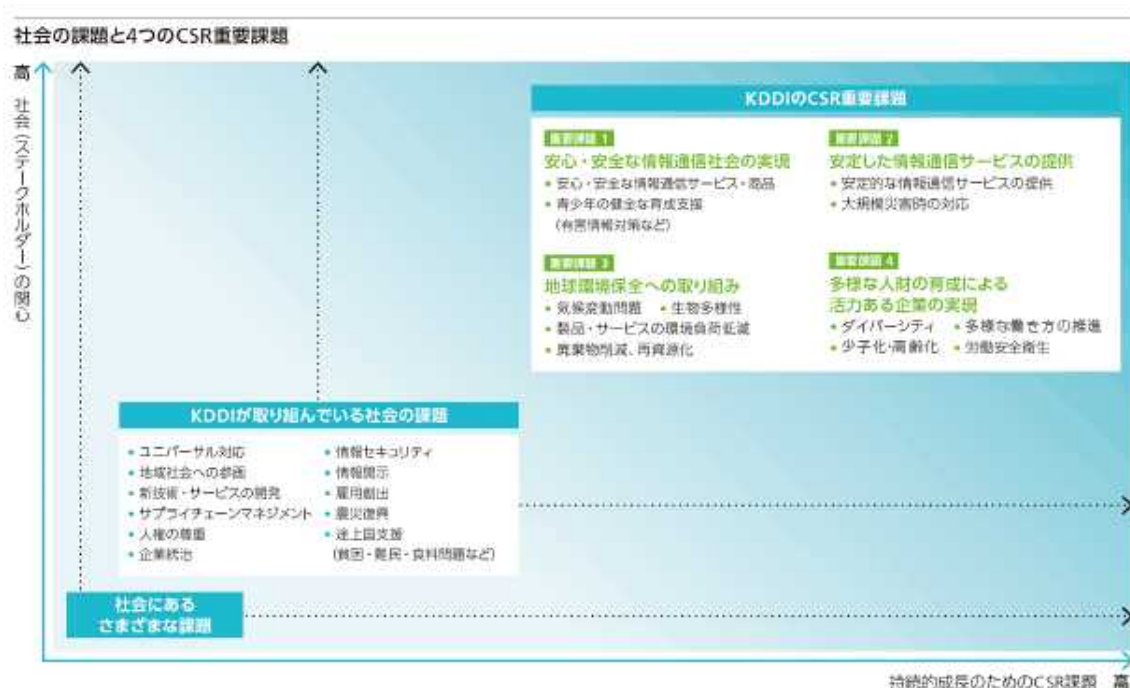 社会の課題と4つのCSR重要課題
高
社会(ステークホルダー)の関心
KDDIのCSR重要課題
重要課題 1
安心・安全な情報通信社会の実現
• 安心・安全な情報通信サービス・商品
• 青少年の健全な育成支援
(有害情報対策など)
重要課題 2
安定した情報通信サービスの提供
• 安定的な情報通信サービスの提供
• 大規模災害時の対応
重要課題 3
地球環境保全への取り組み
• 気候変動問題 • 生物多様性
• 製品・サービスの環境負荷低減
• 廃棄物削減、再資源化
重要課題 4
多様な人財の育成による
活力ある企業の実現
• ダイバーシティ • 多様な働き方の推進
• 少子化・高齢化 • 労働安全衛生
KDDIが取り組んでいる社会の課題
• ユニバーサル対応
• 地域社会への参画
• 新技術・サービスの開発
• サプライチェーンマネジメント
• 人権の尊重
• 企業統治
• 情報セキュリティ
• 情報開示
• 雇用創出
• 震災復興
• 途上国支援
(貧困・難民・食料問題など)
社会にある
さまざまな課題
持続的成長のためのCSR課題 高